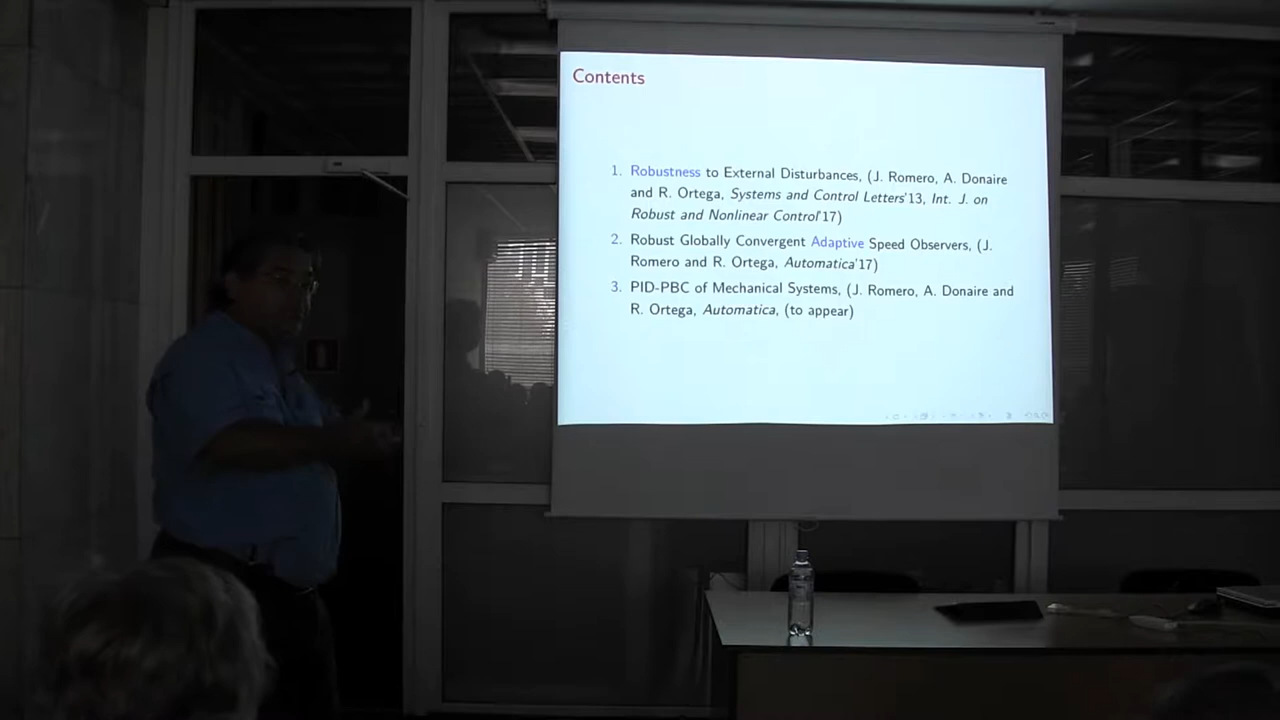 Contents
1. Robustness to External Disturbances, (J. Romero, A. Donaire
and R. Ortega, Systems and Control Letters'13, Int. J. on
Robust and Nonlinear Control'17)
2. Robust Globally Convergent Adaptive Speed Observers, (J.
Romero and R. Ortega, Automatica'17)
3. PID-PBC of Mechanical Systems, (J. Romero, A. Donaire and
R. Ortega, Automatica, (to appear)